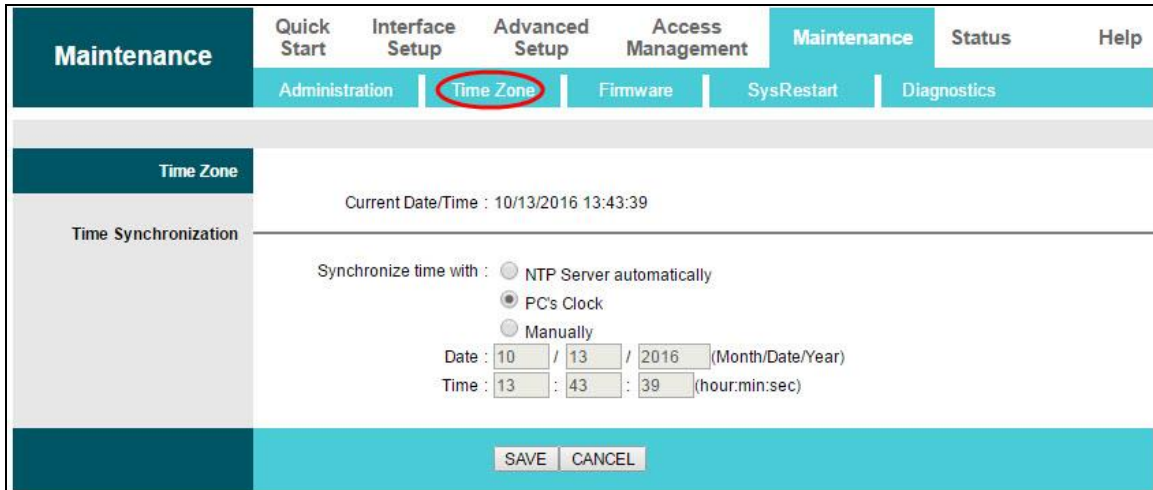 Maintenance
Quick Start
Interface Setup
Advanced Setup
Access Management
Maintenance
Status
Help
Administration
Time Zone
Firmware
SysRestart
Diagnostics
Time Zone
Current Date/Time : 10/13/2016 13:43:39
Time Synchronization
Synchronize time with : NTP Server automatically
PC's Clock
Manually
Date : 10 / 13 / 2016 (Month/Date/Year)
Time : 13 : 43 : 39 (hour:min:sec)
SAVE CANCEL